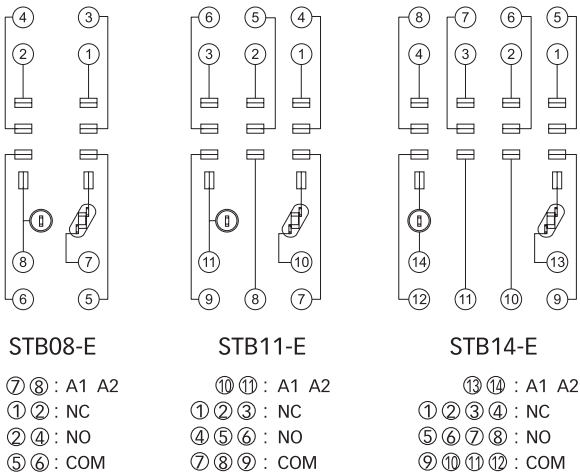 ④ ③ ⑥ ⑤ ④ ⑧ ⑦ ⑥ ⑤
② ① ③ ② ① ④ ③ ② ①
⑧ ⑦ ⑪ ⑩ ⑭ ⑬
⑥ ⑤ ⑨ ⑧ ⑦ ⑫ ⑪ ⑩ ⑨
STB08-E
⑦ ⑧ : A1 A2
① ② : NC
② ④ : NO
⑤ ⑥ : COM
STB11-E
⑩ ⑪ : A1 A2
① ② ③ : NC
④ ⑤ ⑥ : NO
⑦ ⑧ ⑨ : COM
STB14-E
⑬ ⑭ : A1 A2
① ② ③ ④ : NC
⑤ ⑥ ⑦ ⑧ : NO
⑨ ⑩ ⑪ ⑫ : COM